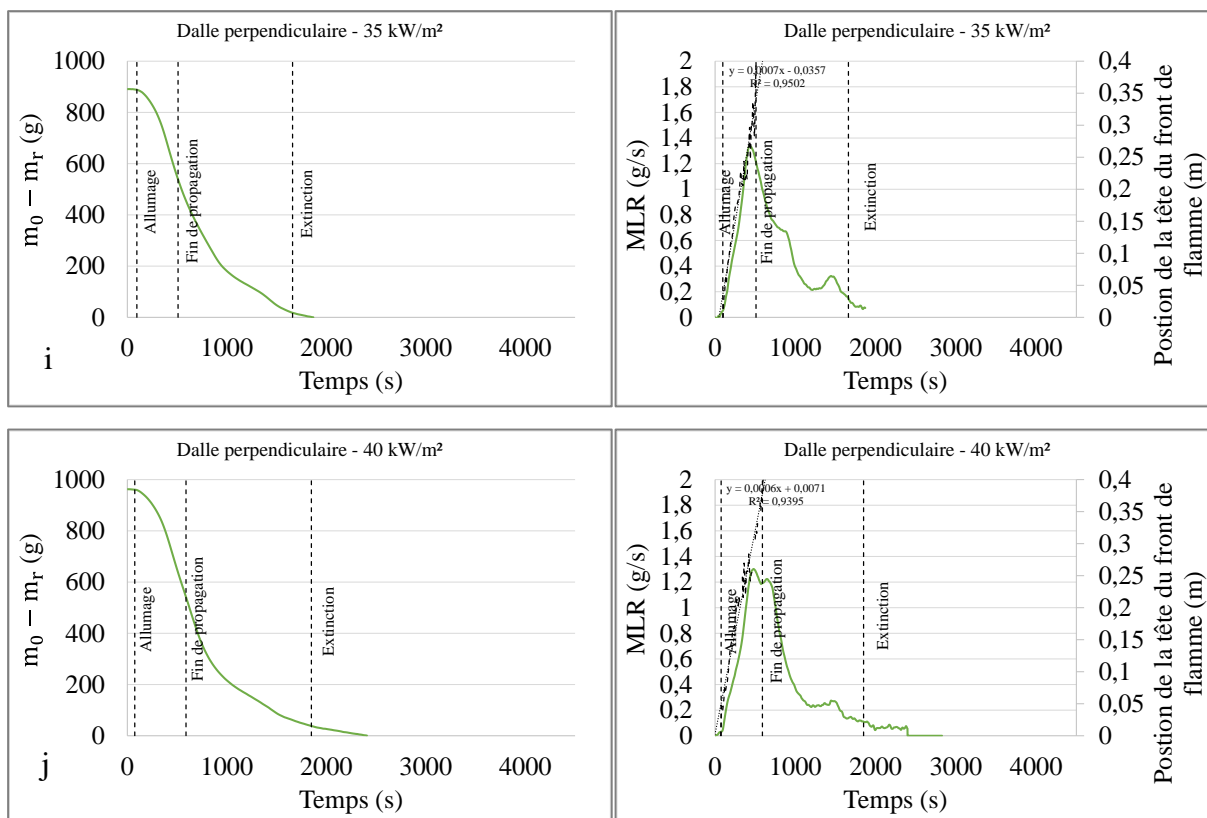 Dalle perpendiculaire - 35 kW/m²
1000
800
600
400
200
0
m₀ − mᵣ (g)
Allumage
Fin de propagation
Extinction
0 1000 2000 3000 4000
Temps (s)
i
Dalle perpendiculaire - 35 kW/m²
y = 0,0007x - 0,0357
R² = 0,9502
2
1,8
1,6
1,4
1,2
1
0,8
0,6
0,4
0,2
0
MLR (g/s)
Allumage
Fin de propagation
Extinction
0,4
0,35
0,3
0,25
0,2
0,15
0,1
0,05
0
Postion de la tête du front de
flamme (m)
0 1000 2000 3000 4000
Temps (s)
Dalle perpendiculaire - 40 kW/m²
1000
800
600
400
200
0
m₀ − mᵣ (g)
Allumage
Fin de propagation
Extinction
0 1000 2000 3000 4000
Temps (s)
j
Dalle perpendiculaire - 40 kW/m²
y = 0,0006x + 0,0071
R² = 0,9395
2
1,8
1,6
1,4
1,2
1
0,8
0,6
0,4
0,2
0
MLR (g/s)
Allumage
Fin de propagation
Extinction
0,4
0,35
0,3
0,25
0,2
0,15
0,1
0,05
0
Postion de la tête du front de
flamme (m)
0 1000 2000 3000 4000
Temps (s)